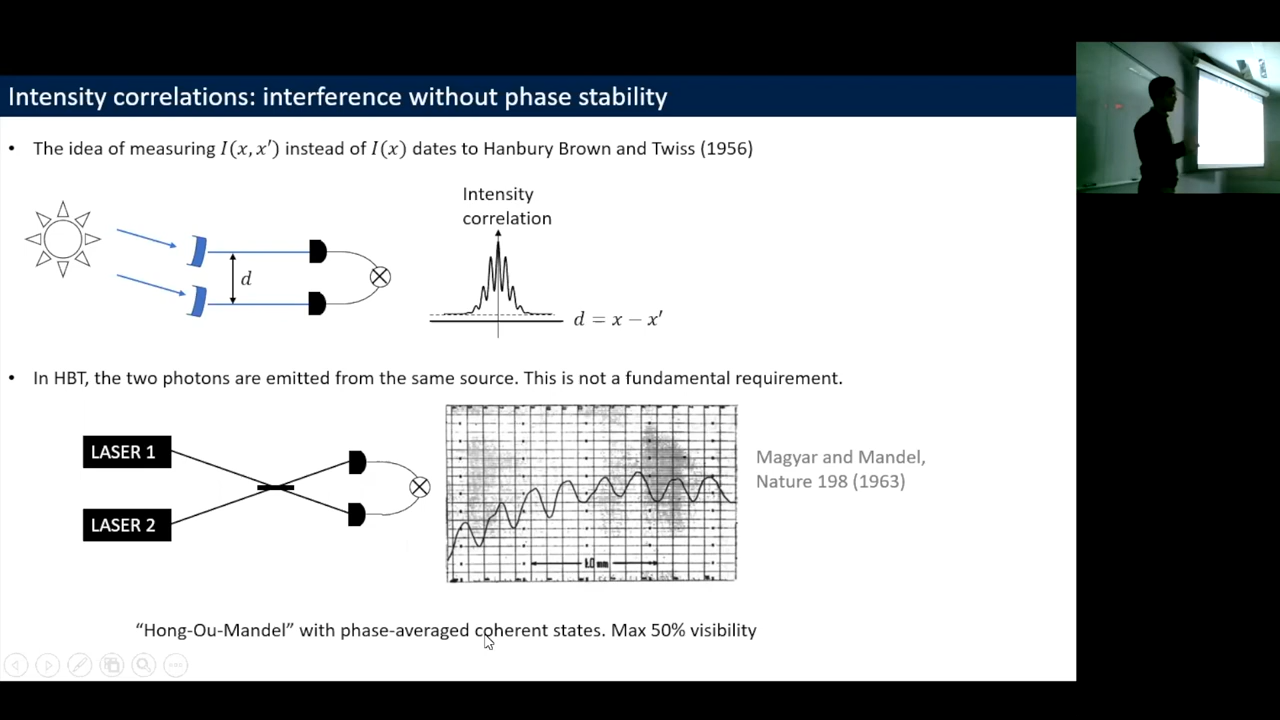 Intensity correlations: interference without phase stability
• The idea of measuring I(x, x′) instead of I(x) dates to Hanbury Brown and Twiss (1956)
Intensity
correlation
d
d = x − x′
• In HBT, the two photons are emitted from the same source. This is not a fundamental requirement.
LASER 1
LASER 2
1.0 mm
Magyar and Mandel,
Nature 198 (1963)
“Hong-Ou-Mandel” with phase-averaged coherent states. Max 50% visibility